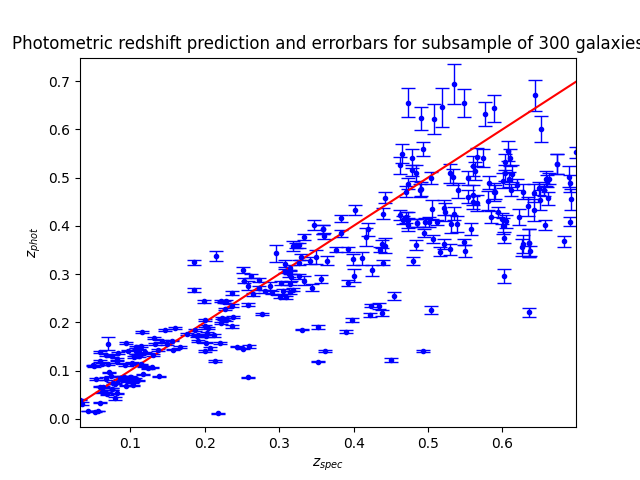 Photometric redshift prediction and errorbars for subsample of 300 galaxies
0.7
0.6
0.5
0.4
0.3
0.2
0.1
0.0
z_phot
0.1 0.2 0.3 0.4 0.5 0.6
z_spec